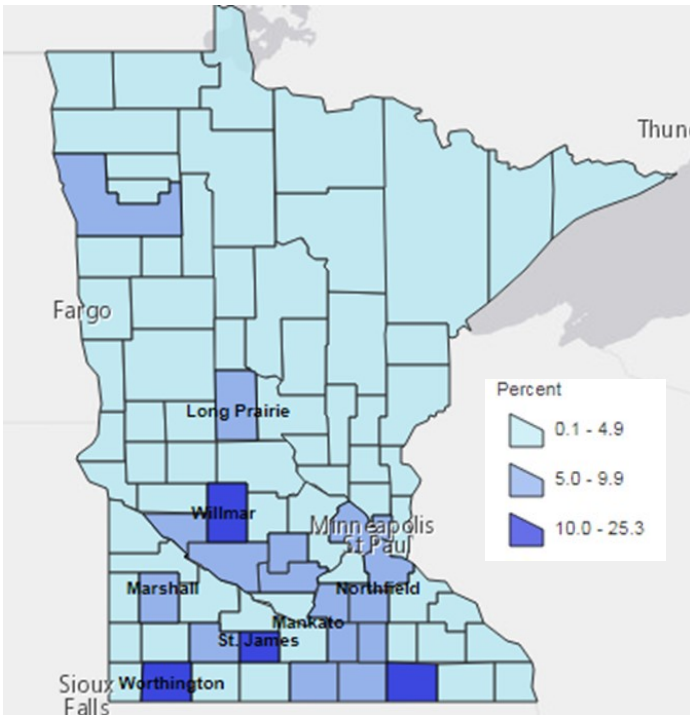 Thun
Fargo
Percent
0.1 - 4.9
5.0 - 9.9
10.0 - 25.3
Long Prairie
Willmar
Minneapolis
St Paul
Marshall
Northfield
Mankato
St. James
Sioux
Falls
Worthington